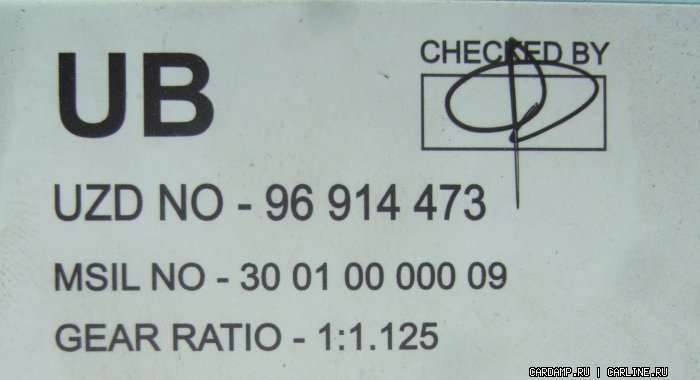 UB
CHECKED BY
UZD NO - 96 914 473
MSIL NO - 30 01 00 000 09
GEAR RATIO - 1:1.125
CARDAMP.RU | CARLINE.RU